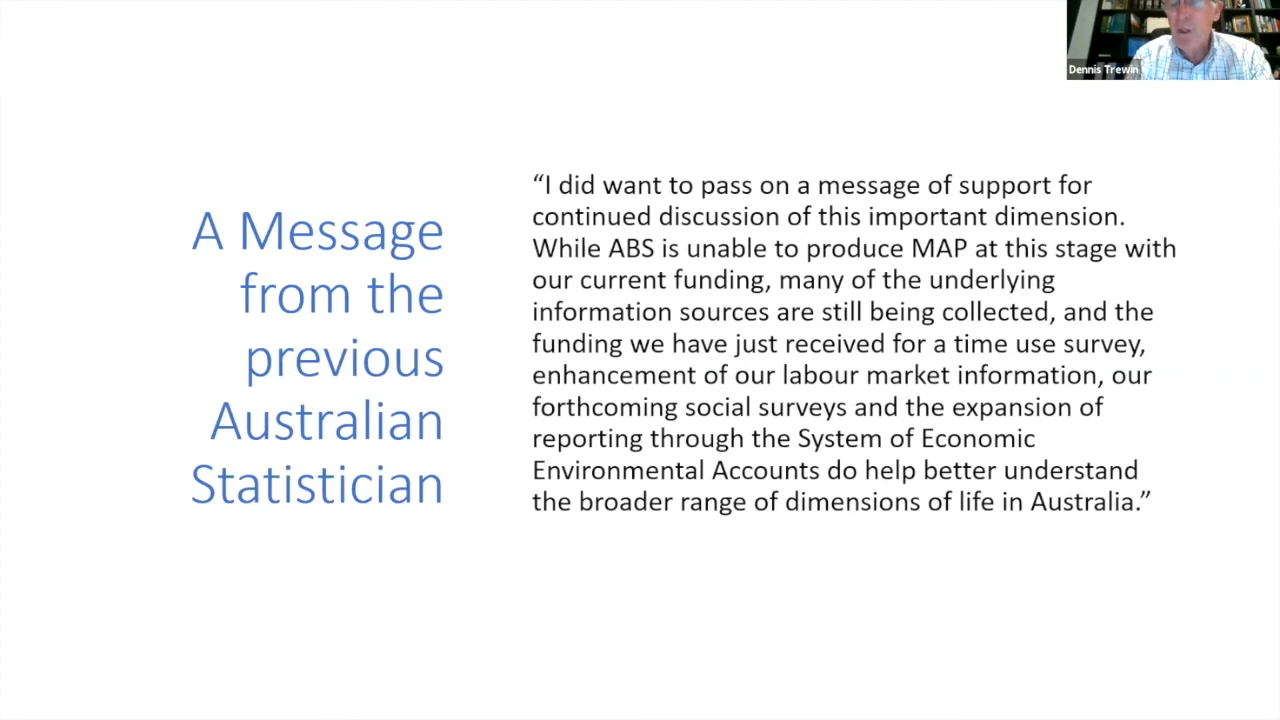 Dennis Trewin
A Message
from the
previous
Australian
Statistician
“I did want to pass on a message of support for
continued discussion of this important dimension.
While ABS is unable to produce MAP at this stage with
our current funding, many of the underlying
information sources are still being collected, and the
funding we have just received for a time use survey,
enhancement of our labour market information, our
forthcoming social surveys and the expansion of
reporting through the System of Economic
Environmental Accounts do help better understand
the broader range of dimensions of life in Australia.”